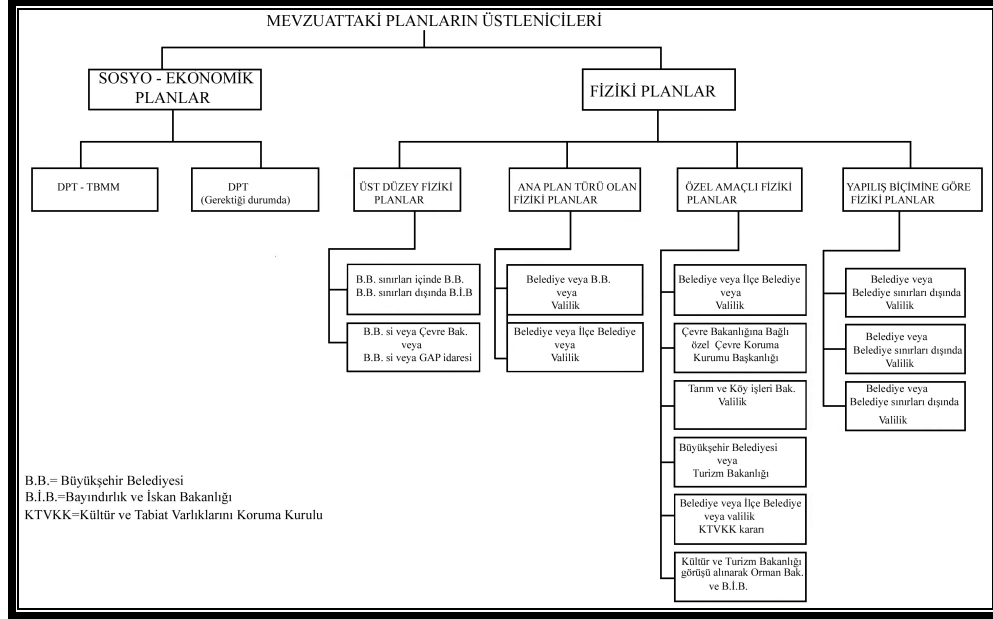 MEVZUATTAKİ PLANLARIN ÜSTLENİCİLERİ
SOSYO - EKONOMİK
PLANLAR
FİZİKİ PLANLAR
DPT - TBMM
DPT
(Gerektiği durumda)
ÜST DÜZEY FİZİKİ
PLANLAR
ANA PLAN TÜRÜ OLAN
FİZİKİ PLANLAR
ÖZEL AMAÇLI FİZİKİ
PLANLAR
YAPILIŞ BİÇİMİNE GÖRE
FİZİKİ PLANLAR
B.B. sınırları içinde B.B.
B.B. sınırları dışında B.İ.B
B.B. si veya Çevre Bak.
veya
B.B. si veya GAP idaresi
Belediye veya B.B.
veya
Valilik
Belediye veya İlçe Belediye
veya
Valilik
Belediye veya İlçe Belediye
veya
Valilik
Çevre Bakanlığına Bağlı
özel Çevre Koruma
Kurumu Başkanlığı
Tarım ve Köy işleri Bak.
Valilik
Büyükşehir Belediyesi
veya
Turizm Bakanlığı
Belediye veya İlçe Belediye
veya valilik
KTVKK kararı
Kültür ve Turizm Bakanlığı
görüşü alınarak Orman Bak.
ve B.İ.B.
Belediye veya
Belediye sınırları dışında
Valilik
Belediye veya
Belediye sınırları dışında
Valilik
Belediye veya
Belediye sınırları dışında
Valilik
B.B.= Büyükşehir Belediyesi
B.İ.B.=Bayındırlık ve İskan Bakanlığı
KTVKK=Kültür ve Tabiat Varlıklarını Koruma Kurulu